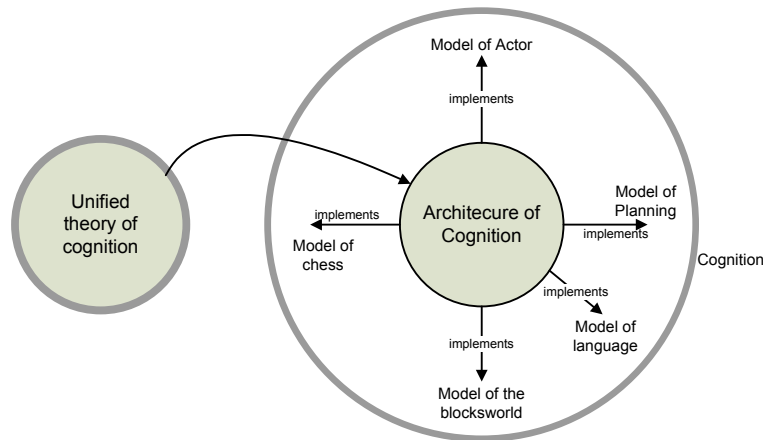 Model of Actor
implements
Unified
theory of
cognition
Architecure of
Cognition
implements
Model of
chess
Model of
Planning
implements
Cognition
implements
Model of
language
implements
Model of the
blocksworld